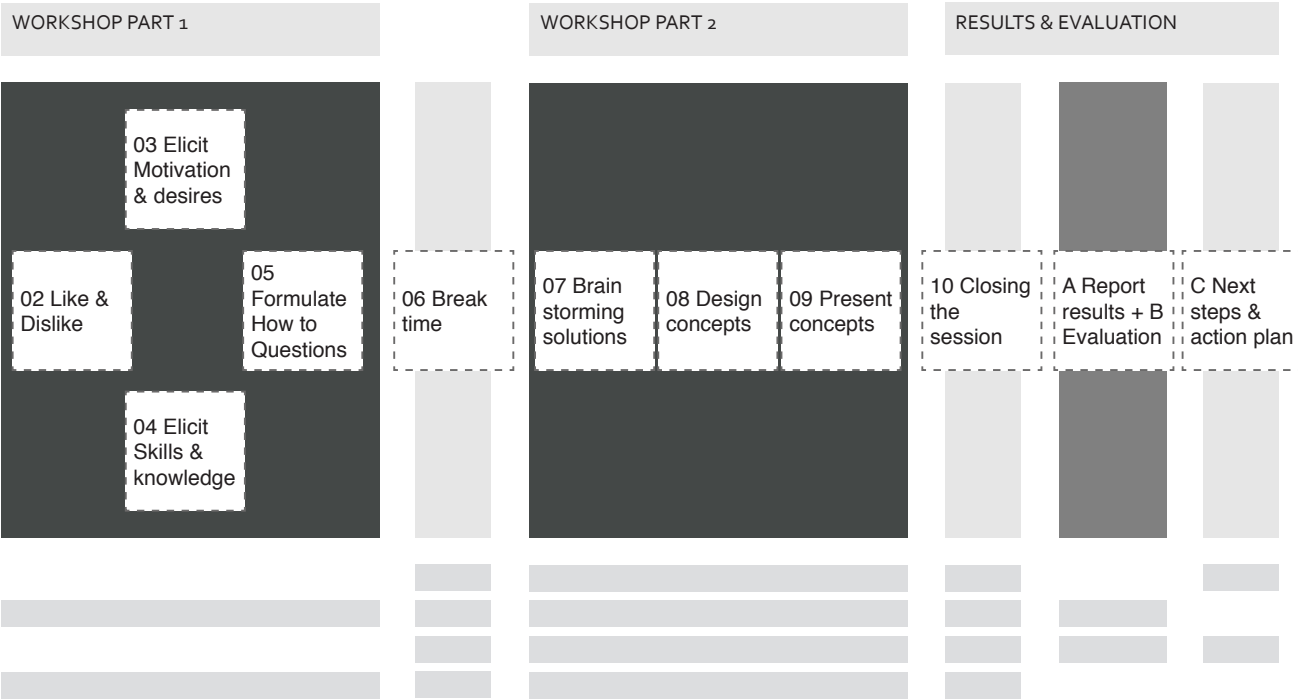 WORKSHOP PART 1
WORKSHOP PART 2
RESULTS & EVALUATION
03 Elicit
Motivation
& desires
02 Like &
Dislike
05
Formulate
How to
Questions
04 Elicit
Skills &
knowledge
06 Break
time
07 Brain
storming
solutions
08 Design
concepts
09 Present
concepts
10 Closing
the
session
A Report
results + B
Evaluation
C Next
steps &
action plan